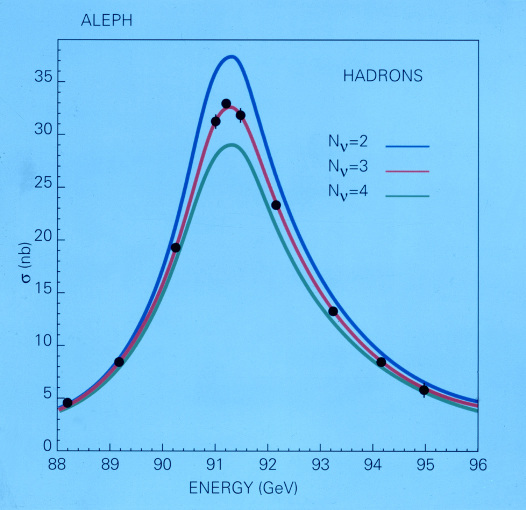 ALEPH
HADRONS
Nν=2
Nν=3
Nν=4
35
30
25
20
15
10
5
0
σ (nb)
88 89 90 91 92 93 94 95 96
ENERGY (GeV)